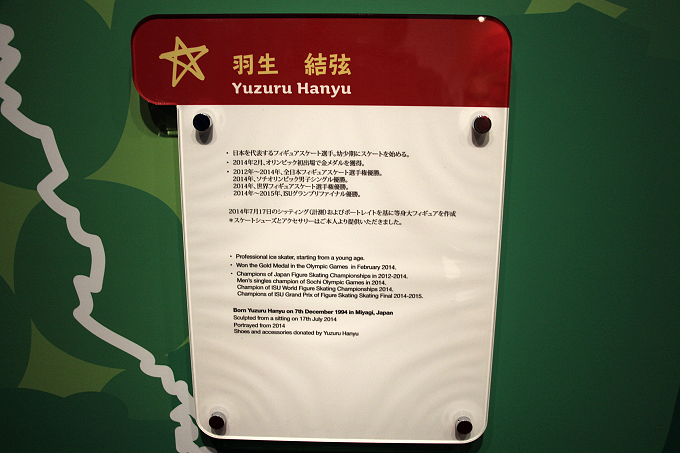 羽生 結弦
Yuzuru Hanyu
・日本を代表するフィギュアスケート選手。幼少期にスケートを始める。
・2014年2月、オリンピック初出場で金メダルを獲得。
・2012年～2014年、全日本フィギュアスケート選手権優勝。
2014年、ソチオリンピック男子シングル優勝。
2014年、世界フィギュアスケート選手権優勝。
2014年～2015年、ISUグランプリファイナル優勝。
2014年7月17日のシッティング(計測)およびポートレイトを基に等身大フィギュアを作成
＊スケートシューズとアクセサリーはご本人より提供いただきました。
・Professional ice skater, starting from a young age.
・Won the Gold Medal in the Olympic Games in February 2014.
・Champions of Japan Figure Skating Championships in 2012-2014.
Men's singles champion of Sochi Olympic Games in 2014.
Champion of ISU World Figure Skating Championships 2014.
Champions of ISU Grand Prix of Figure Skating Skating Final 2014-2015.
Born Yuzuru Hanyu on 7th December 1994 in Miyagi, Japan
Sculpted from a sitting on 17th July 2014
Portrayed from 2014
Shoes and accessories donated by Yuzuru Hanyu